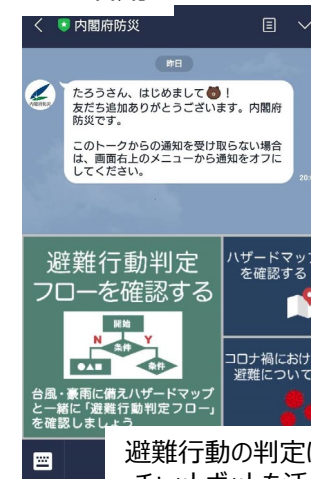 内閣府防災
昨日
たろうさん、はじめまして！
友だち追加ありがとうございます。内閣府
防災です。
このトークからの通知を受け取らない場合
は、画面右上のメニューから通知をオフに
してください。
避難行動判定
フローを確認する
開始
N Y
条件
●▲■ 条件
台風・豪雨に備えハザードマップ
と一緒に「避難行動判定フロー」
を確認しましょう
ハザードマップ
を確認する
コロナ禍におけ
避難について
避難行動の判定に